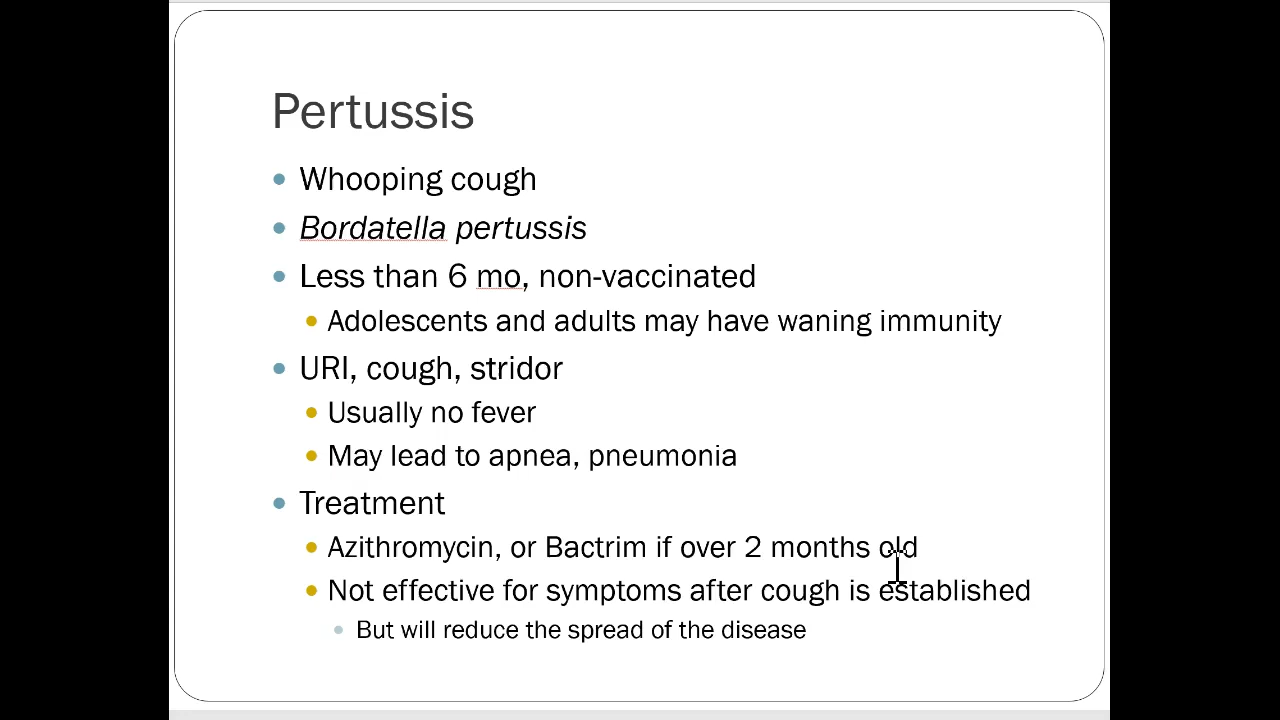 Pertussis
Whooping cough
Bordatella pertussis
Less than 6 mo, non-vaccinated
Adolescents and adults may have waning immunity
URI, cough, stridor
Usually no fever
May lead to apnea, pneumonia
Treatment
Azithromycin, or Bactrim if over 2 months old
Not effective for symptoms after cough is established
But will reduce the spread of the disease